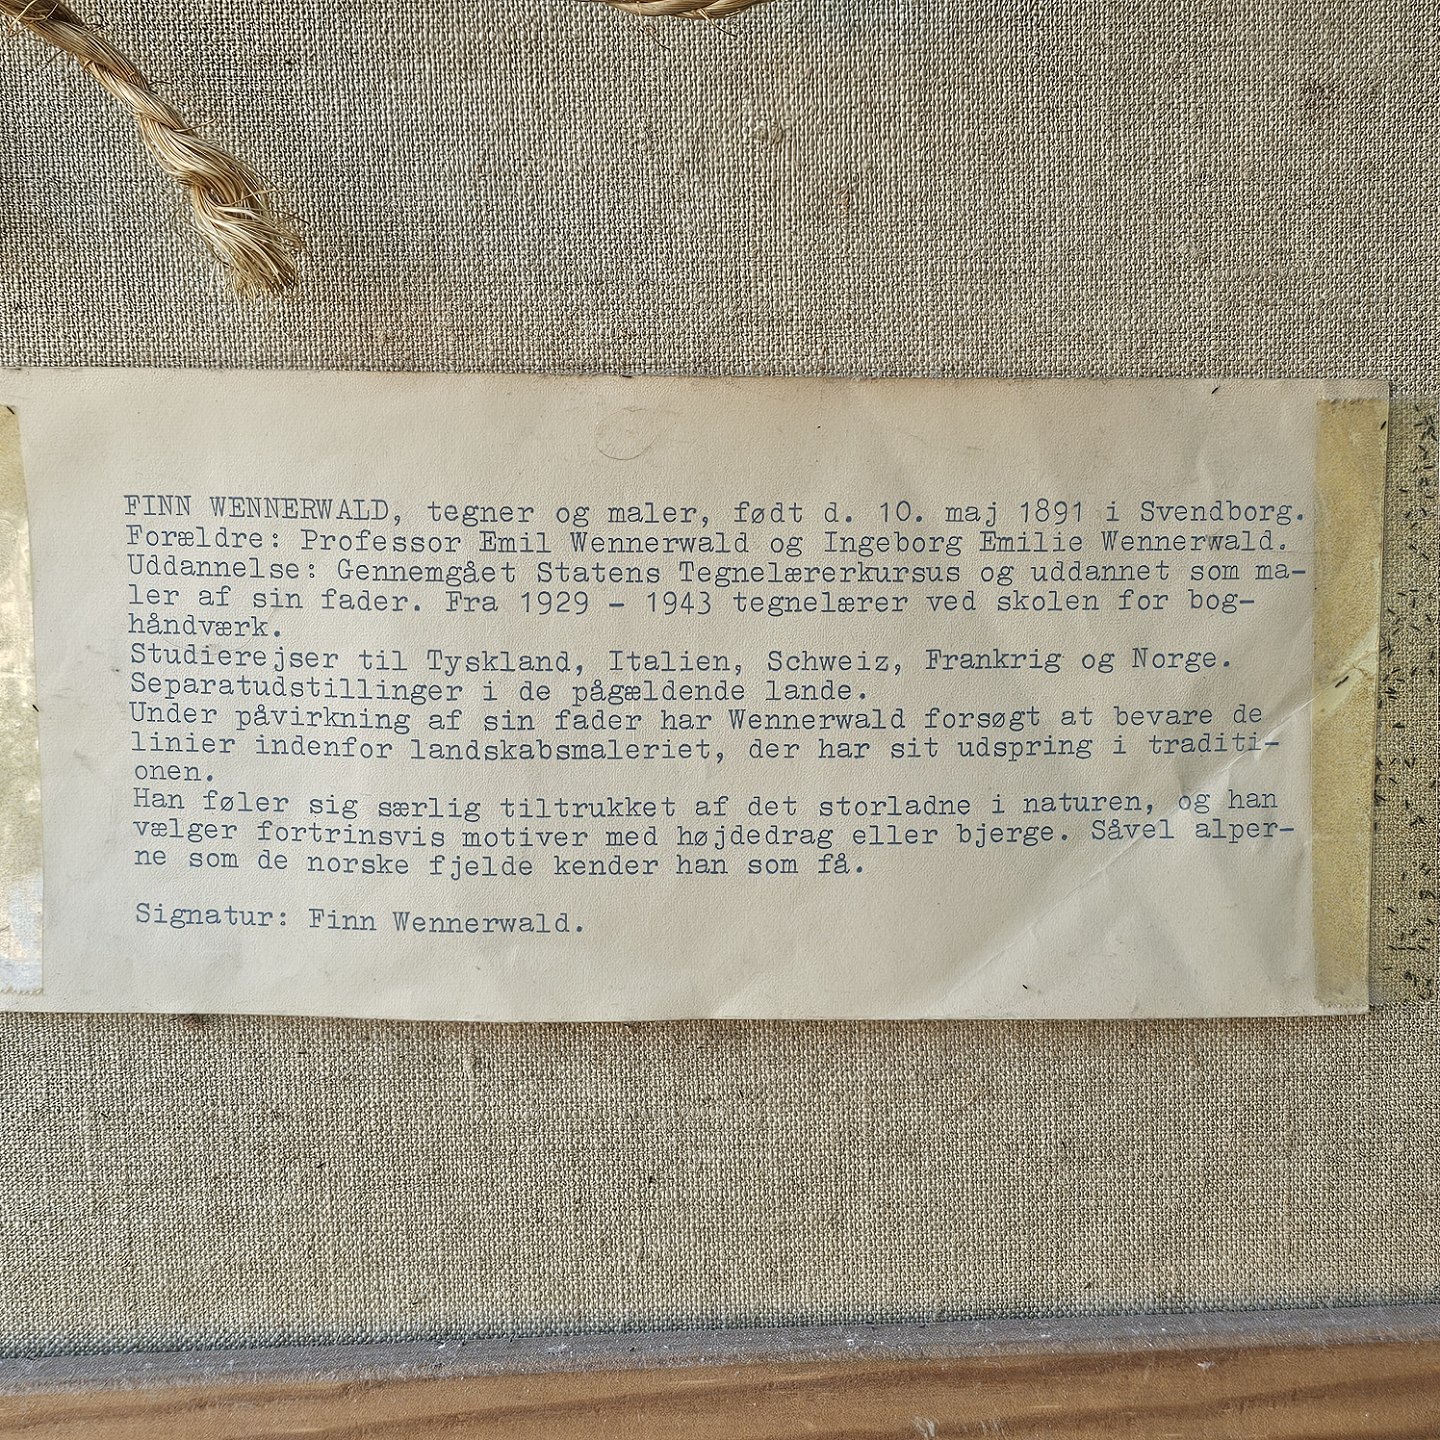 FINN WENNERWALD, tegner og maler, født d. 10. maj 1891 i Svendborg.
Forældre: Professor Emil Wennerwald og Ingeborg Emilie Wennerwald.
Uddannelse: Gennemgået Statens Tegnelærerkursus og uddannet som ma-
ler af sin fader. Fra 1929 - 1943 tegnelærer ved skolen for bog-
håndværk.
Studierejser til Tyskland, Italien, Schweiz, Frankrig og Norge.
Separatudstillinger i de pågældende lande.
Under påvirkning af sin fader har Wennerwald forsøgt at bevare de
linier indenfor landskabsmaleriet, der har sit udspring i traditi-
onen.
Han føler sig særlig tiltrukket af det storladne i naturen, og han
vælger fortrinsvis motiver med højdedrag eller bjerge. Såvel alper-
ne som de norske fjelde kender han som få.
Signatur: Finn Wennerwald.